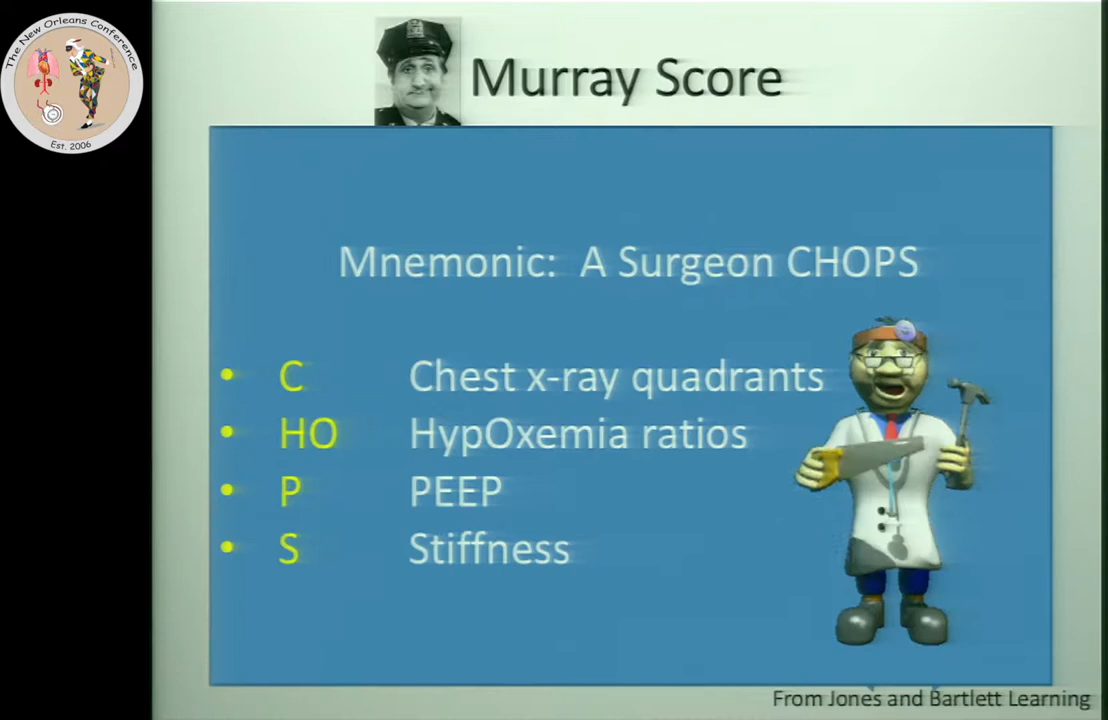 The New Orleans Conference
Est. 2006
Murray Score
Mnemonic: A Surgeon CHOPS
• C Chest x-ray quadrants
• HO HypOxemia ratios
• P PEEP
• S Stiffness
From Jones and Bartlett Learning